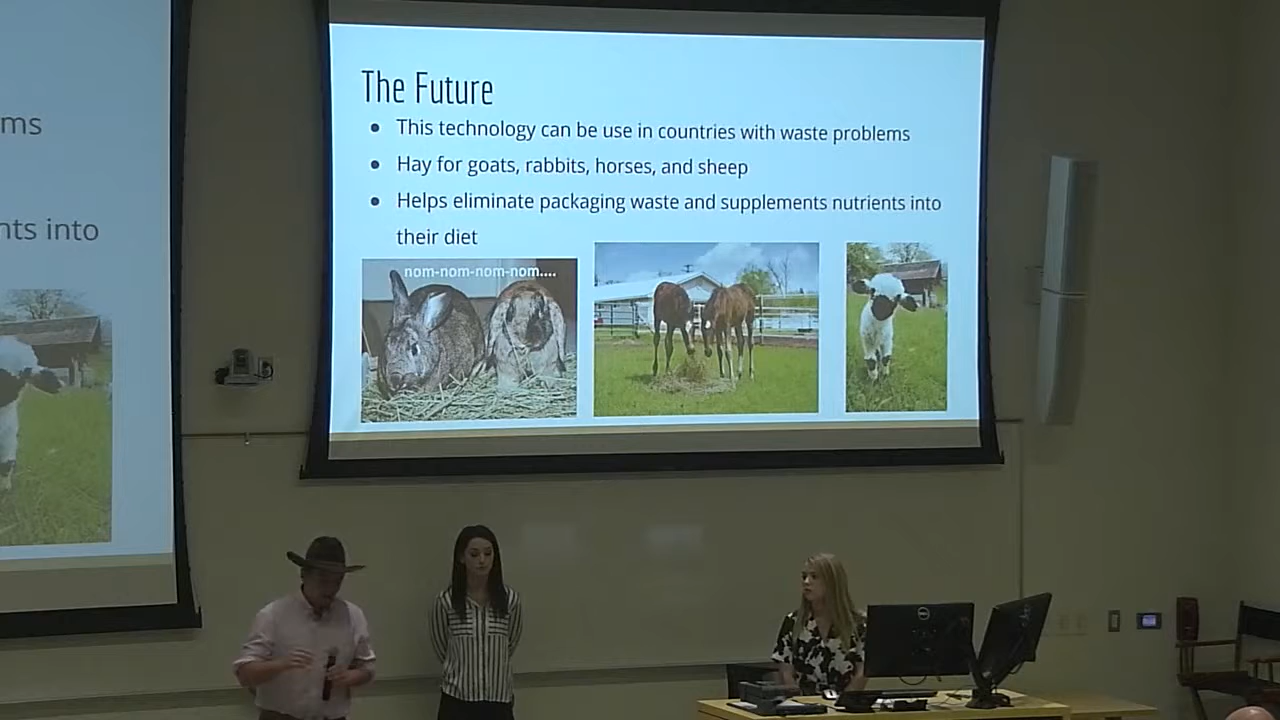 ms
nts into
The Future
This technology can be use in countries with waste problems
Hay for goats, rabbits, horses, and sheep
Helps eliminate packaging waste and supplements nutrients into
their diet
nom-nom-nom-nom....
DELL